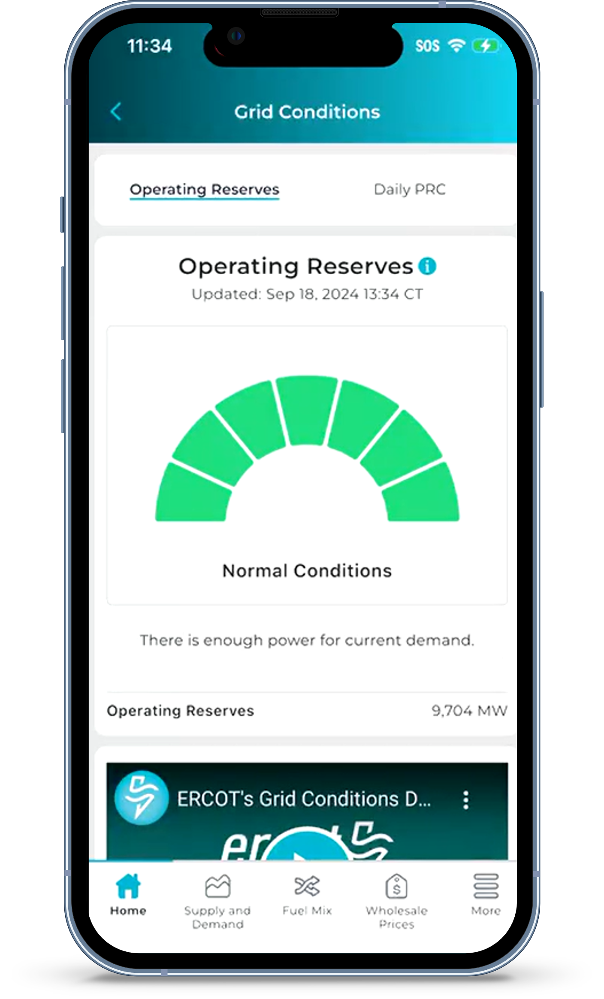 11:34
SOS
Grid Conditions
Operating Reserves
Daily PRC
Operating Reserves
Updated: Sep 18, 2024 13:34 CT
Normal Conditions
There is enough power for current demand.
Operating Reserves
9,704 MW
ERCOT's Grid Conditions D...
Home
Supply and
Demand
Fuel Mix
Wholesale
Prices
More